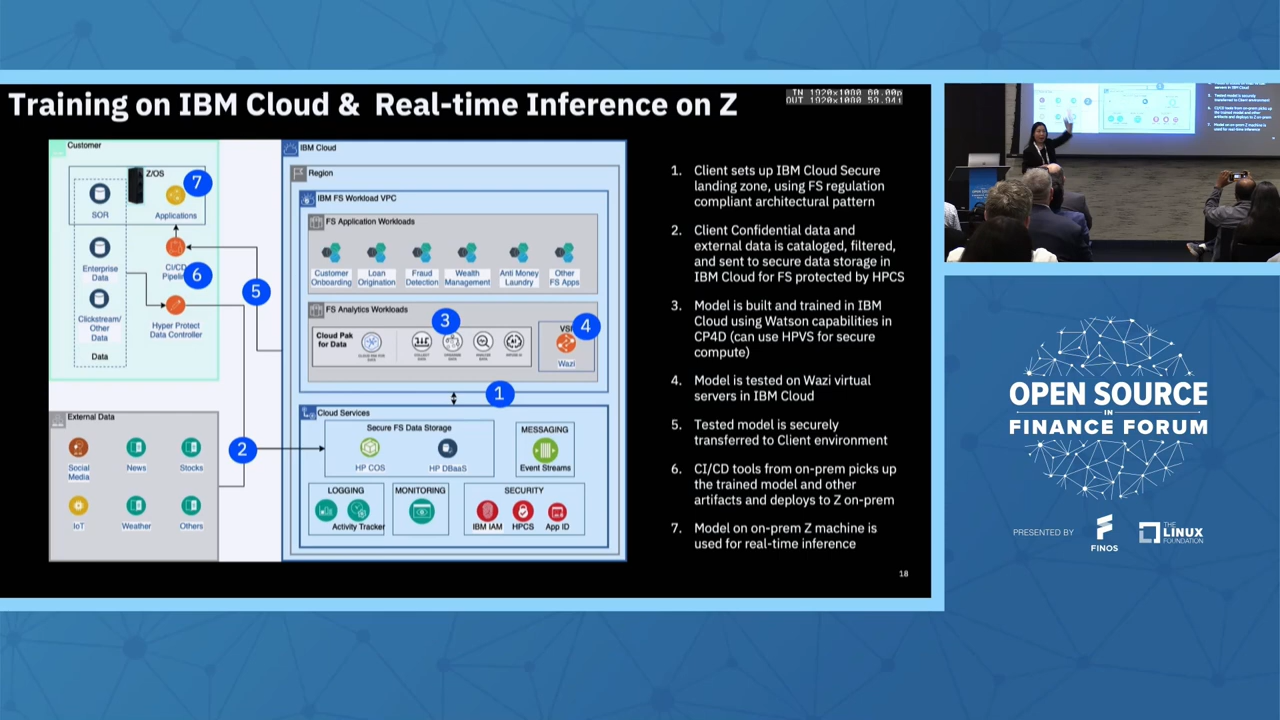 Training on IBM Cloud & Real-time Inference on Z
IN 1920x1080 60.00p
OUT 1920x1080 59.94i
Customer
Z/OS
7
SOR
Applications
Enterprise
Data
CI/CD
Pipeline
6
5
Clickstream/
Other
Data
Hyper Protect
Data Controller
Data
External Data
Social
Media
News
Stocks
IoT
Weather
Others
2
IBM Cloud
Region
IBM FS Workload VPC
FS Application Workloads
Customer
Onboarding
Loan
Origination
Fraud
Detection
Wealth
Management
Anti Money
Laundry
Other
FS Apps
FS Analytics Workloads
3
Cloud Pak
for Data
VSI
4
Wazi
1
Cloud Services
Secure FS Data Storage
HP COS
HP DBaaS
MESSAGING
Event Streams
LOGGING
Activity Tracker
MONITORING
SECURITY
IBM IAM
HPCS
App ID
1. Client sets up IBM Cloud Secure
landing zone, using FS regulation
compliant architectural pattern
2. Client Confidential data and
external data is cataloged, filtered,
and sent to secure data storage in
IBM Cloud for FS protected by HPCS
3. Model is built and trained in IBM
Cloud using Watson capabilities in
CP4D (can use HPVS for secure
compute)
4. Model is tested on Wazi virtual
servers in IBM Cloud
5. Tested model is securely
transferred to Client environment
6. CI/CD tools from on-prem picks up
the trained model and other
artifacts and deploys to Z on-prem
7. Model on on-prem Z machine is
used for real-time inference
18
OPEN SOURCE
IN
FINANCE FORUM
PRESENTED BY
FINOS
THE
LINUX
FOUNDATION